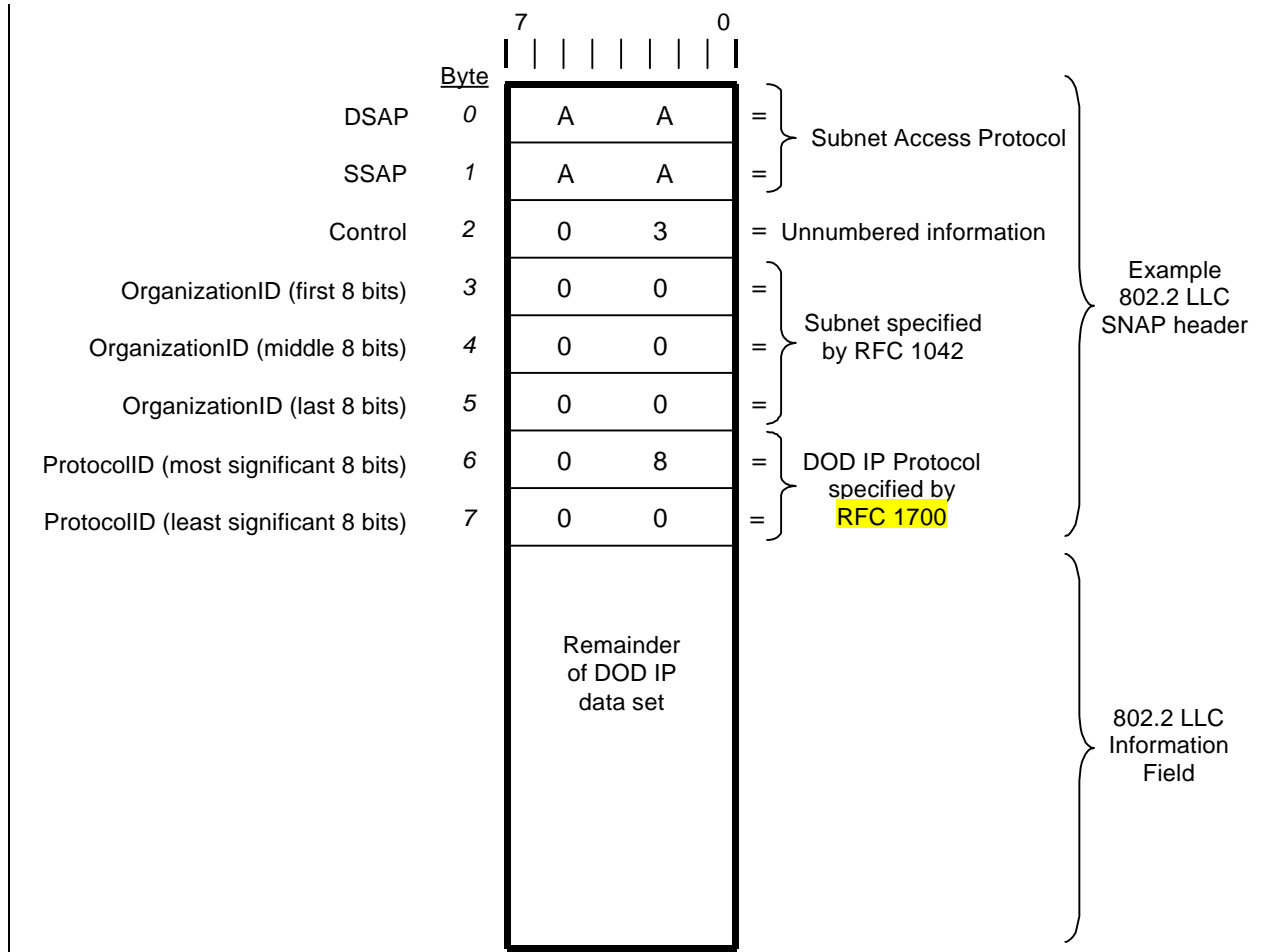 7 0
Byte
DSAP 0 A A =
Subnet Access Protocol
SSAP 1 A A =
Control 2 0 3 = Unnumbered information
OrganizationID (first 8 bits) 3 0 0 =
OrganizationID (middle 8 bits) 4 0 0 =
Subnet specified
by RFC 1042
OrganizationID (last 8 bits) 5 0 0 =
ProtocolID (most significant 8 bits) 6 0 8 =
ProtocolID (least significant 8 bits) 7 0 0 =
DOD IP Protocol
specified by
RFC 1700
Example
802.2 LLC
SNAP header
Remainder
of DOD IP
data set
802.2 LLC
Information
Field